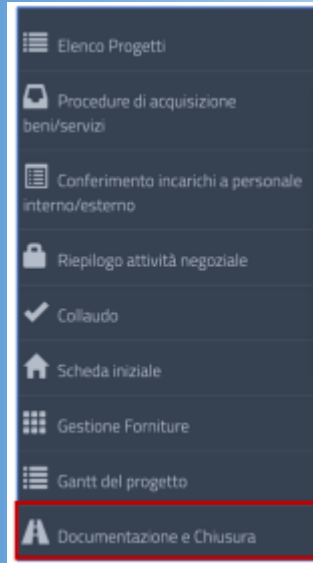 Elenco Progetti
Procedure di acquisizione
beni/servizi
Conferimento incarichi a personale
interno/esterno
Riepilogo attività negoziale
Collaudo
Scheda iniziale
Gestione Forniture
Gantt del progetto
Documentazione e Chiusura